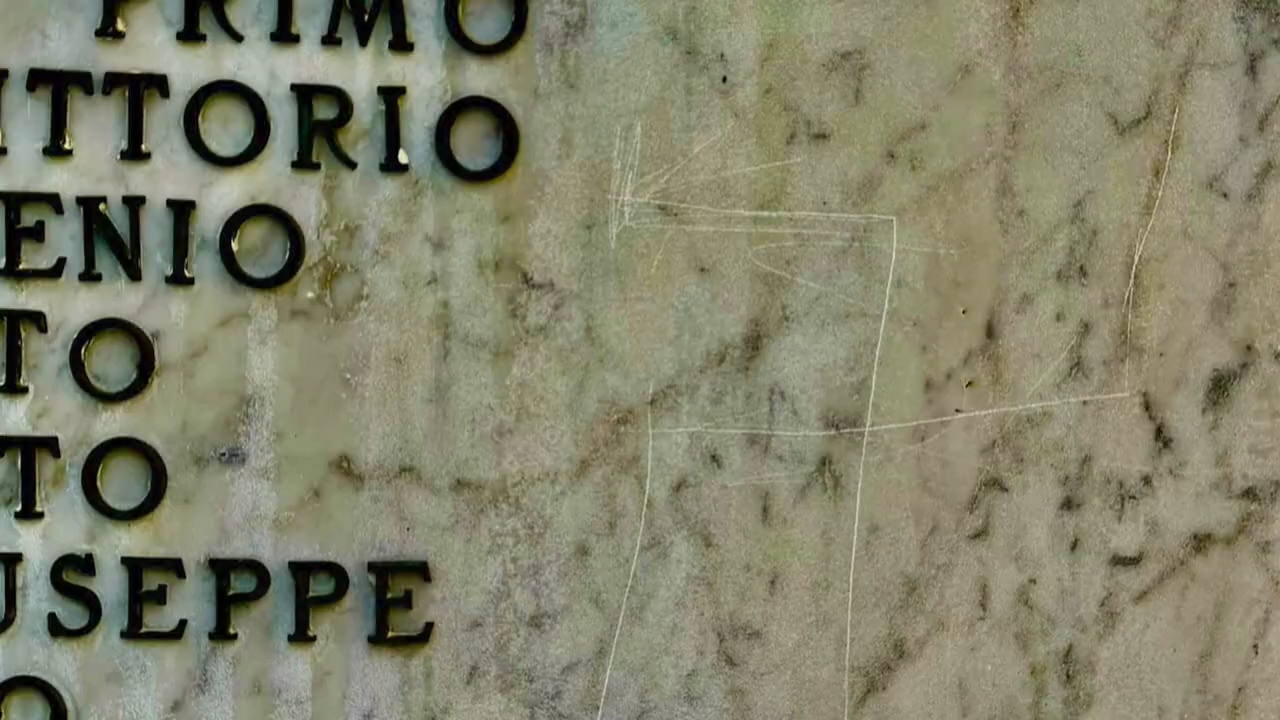 PRIMO
ITTORIO
ENIO
TO
TO
USEPPE
O